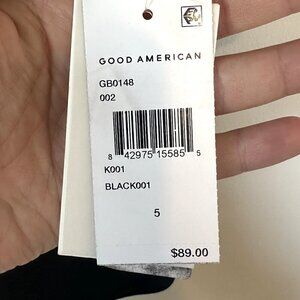 GOOD AMERICAN
GB0148
002
8 42975 15585 5
K001
BLACK001
5
$89.00